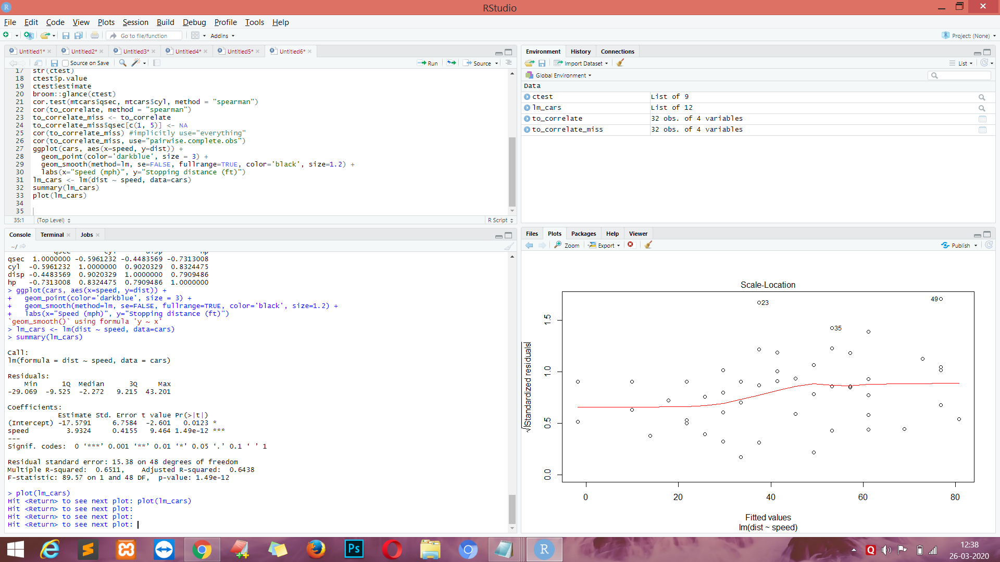 RStudio
File Edit Code View Plots Session Build Debug Profile Tools Help
Go to file/function Addins Project: (None)
Untitled1* Untitled2* Untitled3* Untitled4* Untitled5* Untitled6*
Source on Save Run Source
17 str(ctest)
18 ctest$p.value
19 ctest$estimate
20 broom::glance(ctest)
21 cor.test(mtcars$qsec, mtcars$cyl, method = "spearman")
22 cor(to_correlate, method = "spearman")
23 to_correlate_miss <- to_correlate
24 to_correlate_miss$qsec[c(1, 5)] <- NA
25 cor(to_correlate_miss) #implicitly use="everything"
26 cor(to_correlate_miss, use="pairwise.complete.obs")
27 ggplot(cars, aes(x=speed, y=dist)) +
28   geom_point(color='darkblue', size = 3) +
29   geom_smooth(method=lm, se=FALSE, fullrange=TRUE, color='black', size=1.2) +
30   labs(x="Speed (mph)", y="Stopping distance (ft)")
31 lm_cars <- lm(dist ~ speed, data=cars)
32 summary(lm_cars)
33 plot(lm_cars)
34
35
35:1 (Top Level) R Script
Console Terminal Jobs
~/
qsec cyl disp hp
qsec 1.0000000 -0.5961232 -0.4483569 -0.7313008
cyl -0.5961232 1.0000000 0.9020329 0.8324475
disp -0.4483569 0.9020329 1.0000000 0.7909486
hp -0.7313008 0.8324475 0.7909486 1.0000000
> ggplot(cars, aes(x=speed, y=dist)) +
+   geom_point(color='darkblue', size = 3) +
+   geom_smooth(method=lm, se=FALSE, fullrange=TRUE, color='black', size=1.2) +
+   labs(x="Speed (mph)", y="Stopping distance (ft)")
`geom_smooth()` using formula 'y ~ x'
> lm_cars <- lm(dist ~ speed, data=cars)
> summary(lm_cars)
Call:
lm(formula = dist ~ speed, data = cars)
Residuals:
Min 1Q Median 3Q Max
-29.069 -9.525 -2.272 9.215 43.201
Coefficients:
Estimate Std. Error t value Pr(>|t|)
(Intercept) -17.5791 6.7584 -2.601 0.0123 *
speed 3.9324 0.4155 9.464 1.49e-12 ***
---
Signif. codes: 0 ‘***’ 0.001 ‘**’ 0.01 ‘*’ 0.05 ‘.’ 0.1 ‘ ’ 1
Residual standard error: 15.38 on 48 degrees of freedom
Multiple R-squared: 0.6511, Adjusted R-squared: 0.6438
F-statistic: 89.57 on 1 and 48 DF, p-value: 1.49e-12
> plot(lm_cars)
Hit <Return> to see next plot: plot(lm_cars)
Hit <Return> to see next plot:
Hit <Return> to see next plot:
Hit <Return> to see next plot:
Environment History Connections
Import Dataset List
Global Environment
Data
ctest List of 9
lm_cars List of 12
to_correlate 32 obs. of 4 variables
to_correlate_miss 32 obs. of 4 variables
Files Plots Packages Help Viewer
Zoom Export Publish
Scale-Location
23
49
35
√|Standardized residuals|
1.5
1.0
0.5
0.0
0 20 40 60 80
Fitted values
lm(dist ~ speed)
Ps
R
Q
12:38
26-03-2020